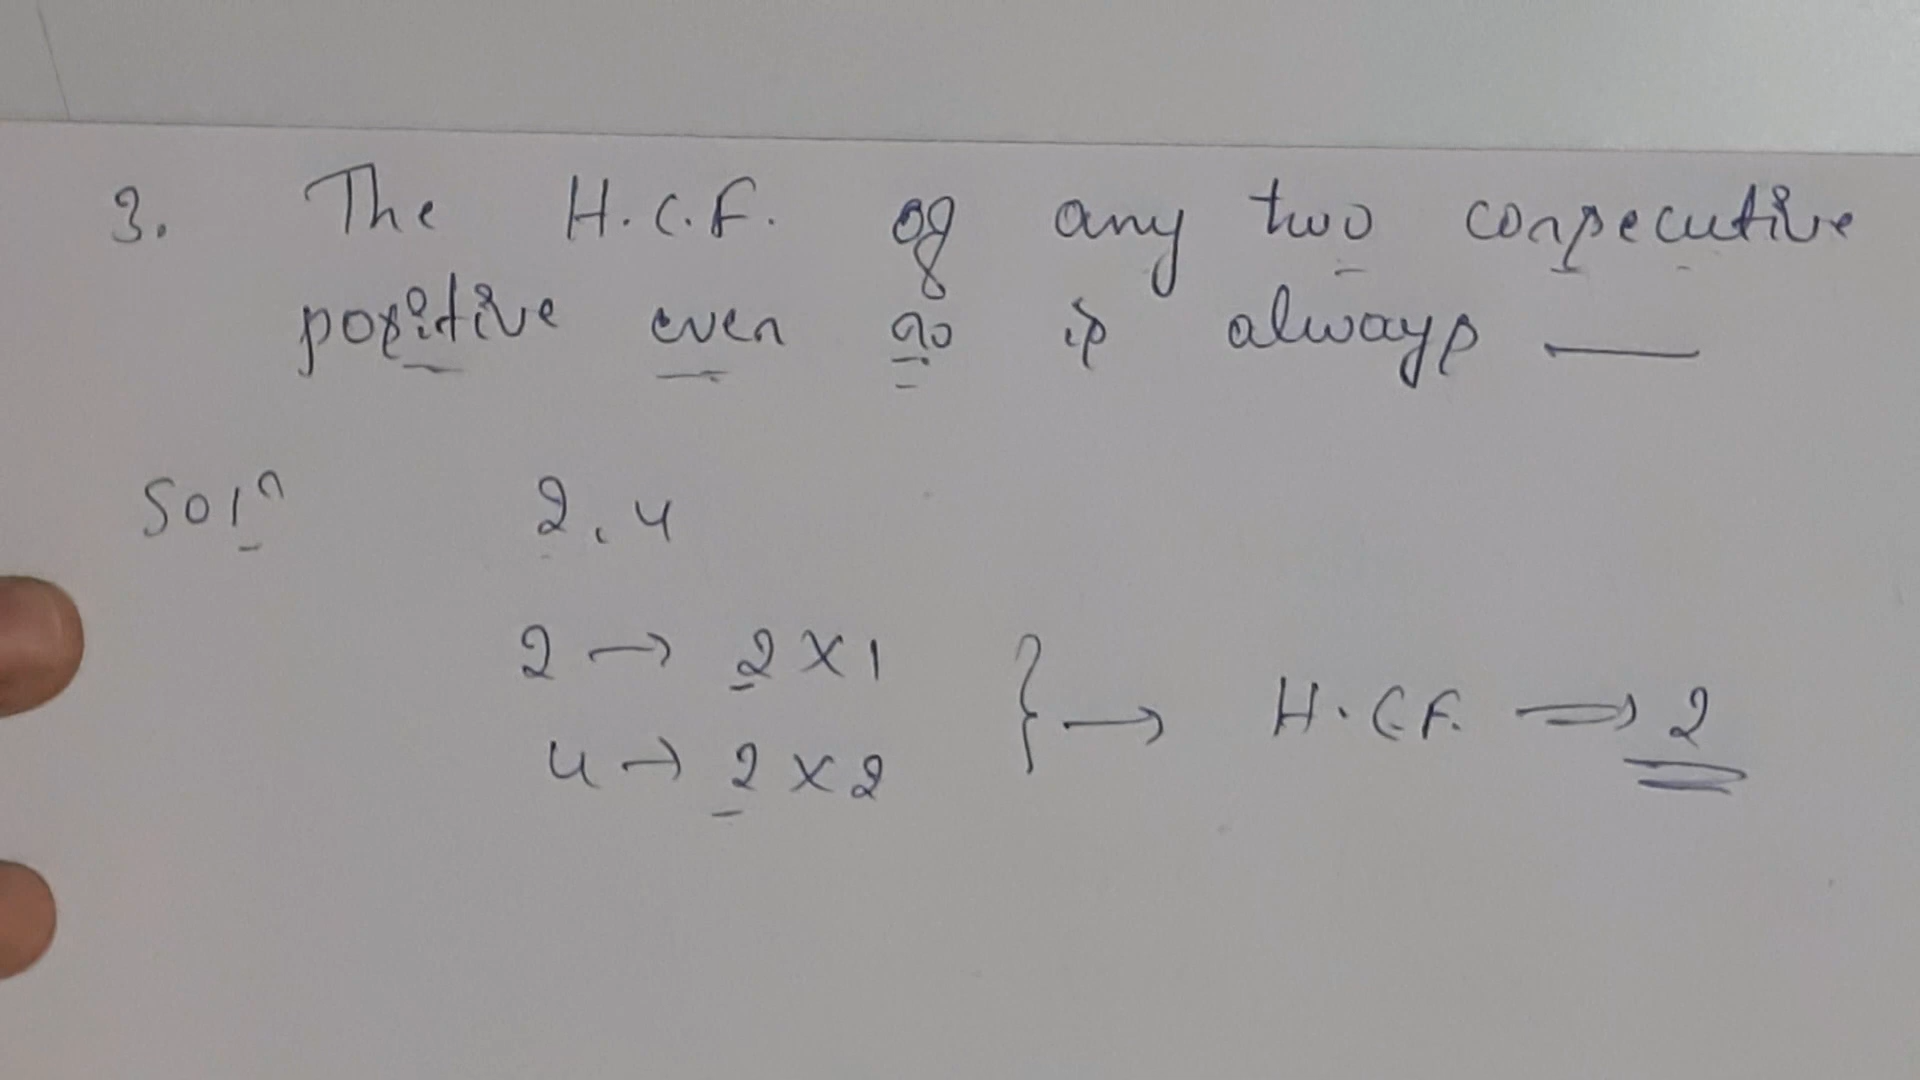 3. The H.C.F. of any two consecutive
positive even no is always —
Solⁿ 2, 4
2 → 2 × 1
4 → 2 × 2
} → H.C.F. ⇒ 2